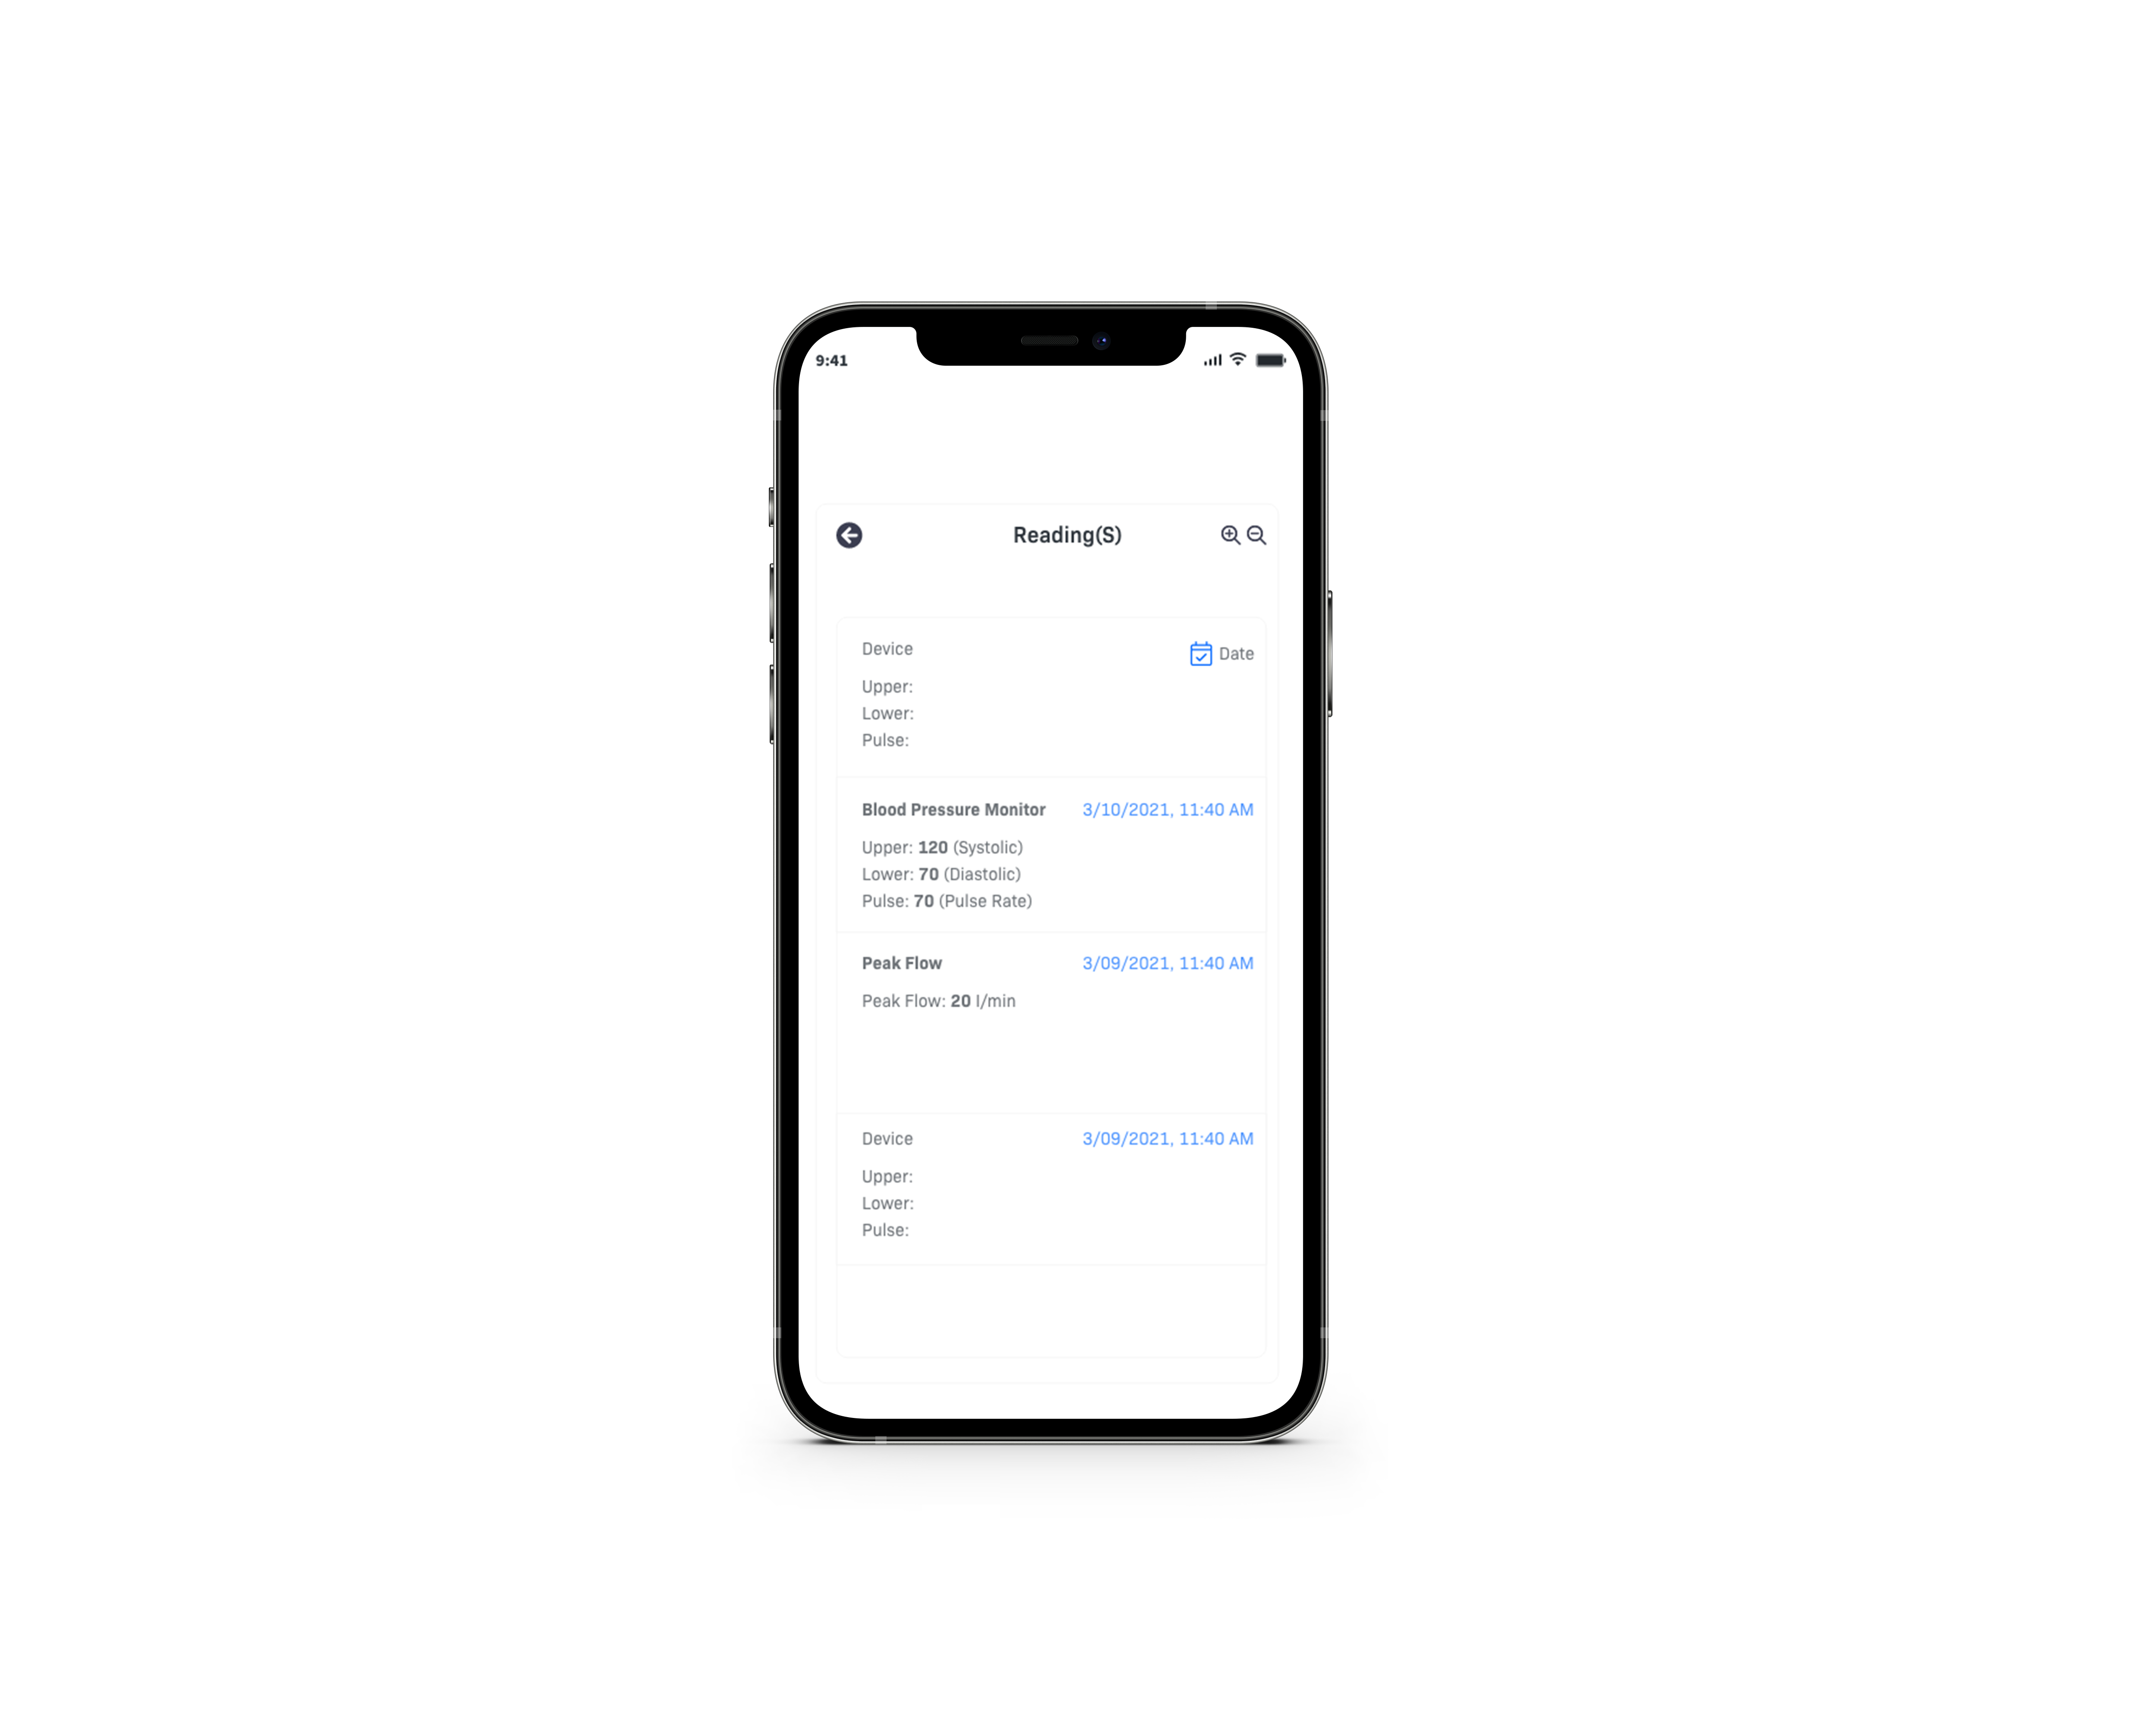 9:41
Reading(S)
Device
Date
Upper:
Lower:
Pulse:
Blood Pressure Monitor
3/10/2021, 11:40 AM
Upper: 120 (Systolic)
Lower: 70 (Diastolic)
Pulse: 70 (Pulse Rate)
Peak Flow
3/09/2021, 11:40 AM
Peak Flow: 20 l/min
Device
3/09/2021, 11:40 AM
Upper:
Lower:
Pulse: